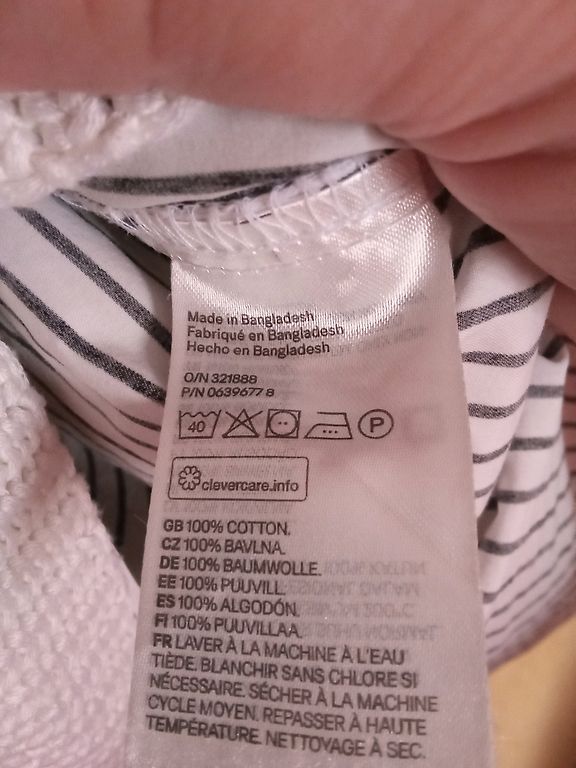 Made in Bangladesh
Fabriqué en Bangladesh
Hecho en Bangladesh
O/N 321888
P/N 0639677 8
40
P
clevercare.info
GB 100% COTTON.
CZ 100% BAVLNA.
DE 100% BAUMWOLLE.
EE 100% PUUVILL.
ES 100% ALGODÓN.
FI 100% PUUVILLAA.
FR LAVER À LA MACHINE À L'EAU
TIÈDE. BLANCHIR SANS CHLORE SI
NÉCESSAIRE. SÉCHER À LA MACHINE
CYCLE MOYEN. REPASSER À HAUTE
TEMPÉRATURE. NETTOYAGE À SEC.